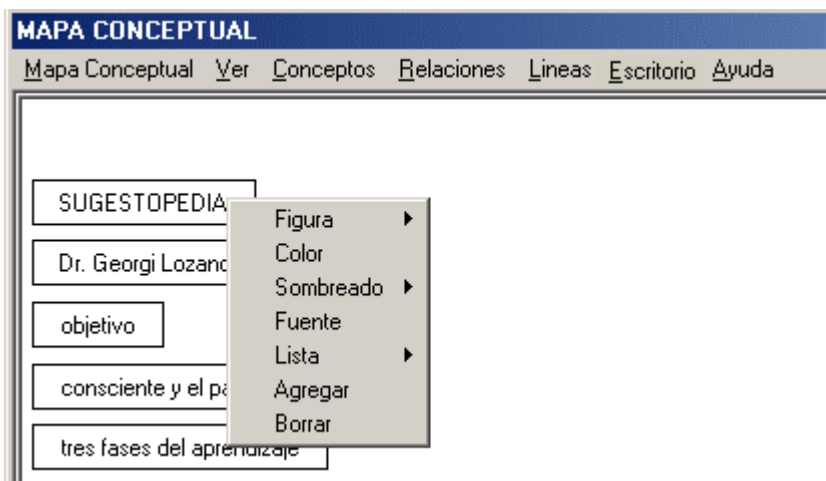 MAPA CONCEPTUAL
Mapa Conceptual Ver Conceptos Relaciones Lineas Escritorio Ayuda
SUGESTOPEDIA
Dr. Georgi
objetivo
consciente y el
tres fases del aprendizaje
Figura
Color
Sombreado
Fuente
Lista
Agregar
Borrar